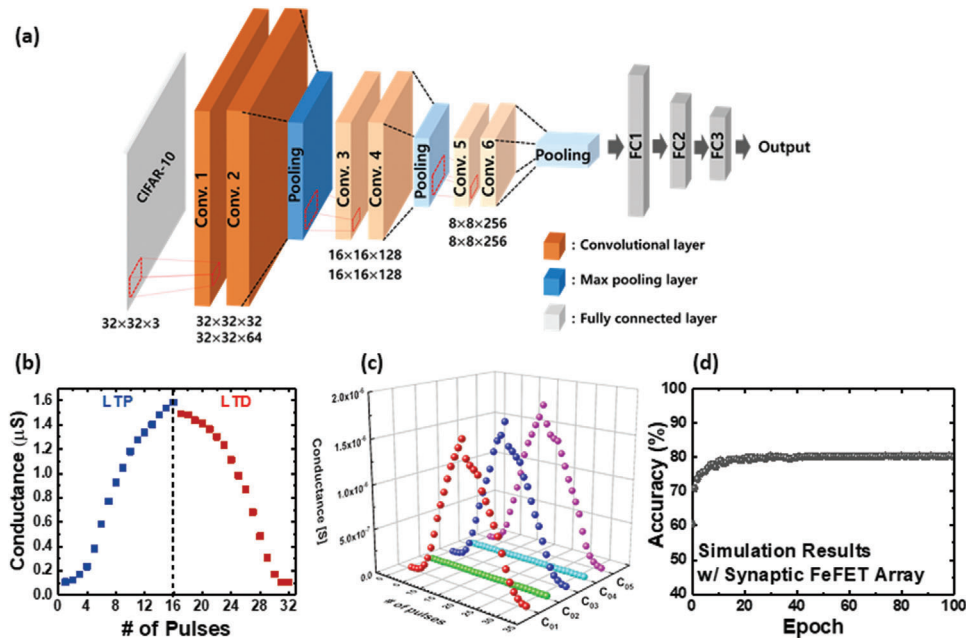 (a)
CIFAR-10
Conv. 1
Conv. 2
Pooling
Conv. 3
Conv. 4
Pooling
Conv. 5
Conv. 6
Pooling
FC1
FC2
FC3
Output
32×32×3
32×32×32
32×32×64
16×16×128
16×16×128
8×8×256
8×8×256
: Convolutional layer
: Max pooling layer
: Fully connected layer
(b)
LTP
LTD
Conductance (μS)
1.6
1.4
1.2
1.0
0.8
0.6
0.4
0.2
0.0
0 4 8 12 16 20 24 28 32
# of Pulses
(c)
Conductance [S]
2.0x10⁻⁶
1.5x10⁻⁶
1.0x10⁻⁶
5.0x10⁻⁷
0.0
# of pulses
C01
C02
C03
C04
C05
(d)
Accuracy (%)
100
90
80
70
60
50
40
Simulation Results
w/ Synaptic FeFET Array
0 20 40 60 80 100
Epoch